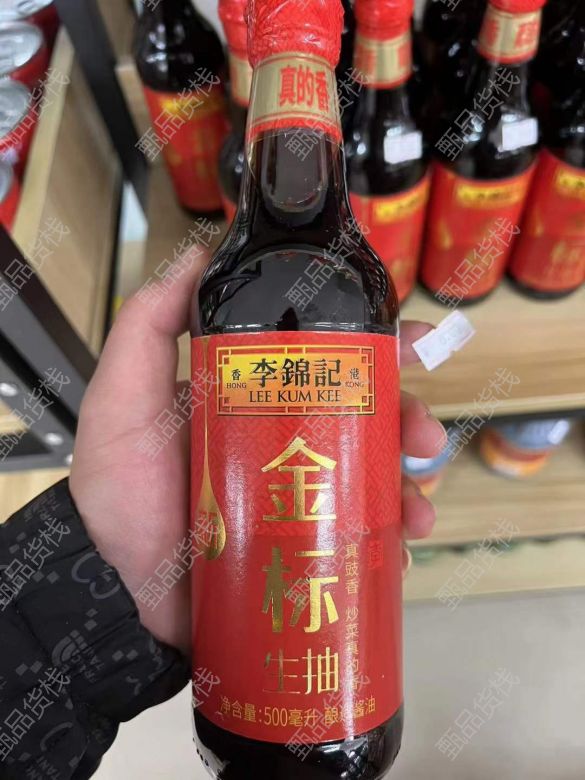 真的香
香港
HONG KONG
李錦記
LEE KUM KEE
金标
生抽
真豉香 炒菜真的香
净含量:500毫升 酿造酱油
甄品货栈